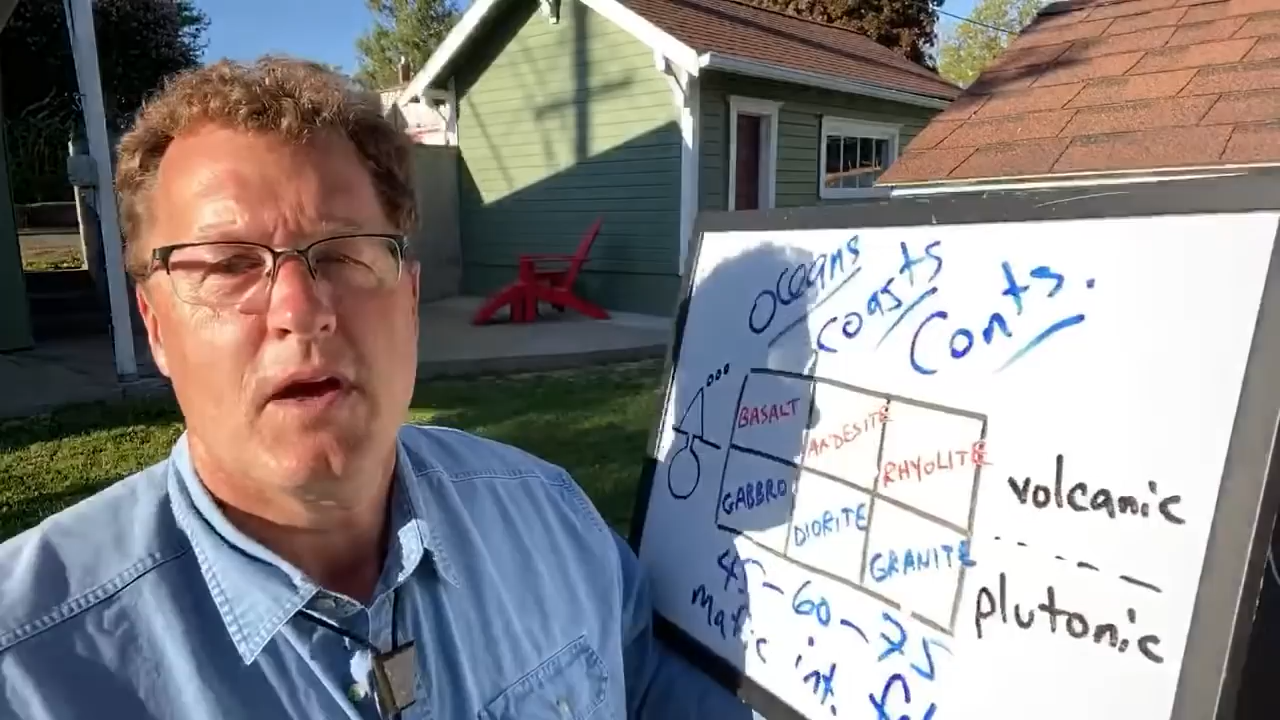 oceans
coasts
Conts.
BASALT ANDESITE RHYOLITE
volcanic
GABBRO DIORITE GRANITE
plutonic
45-60-75
mafic int.